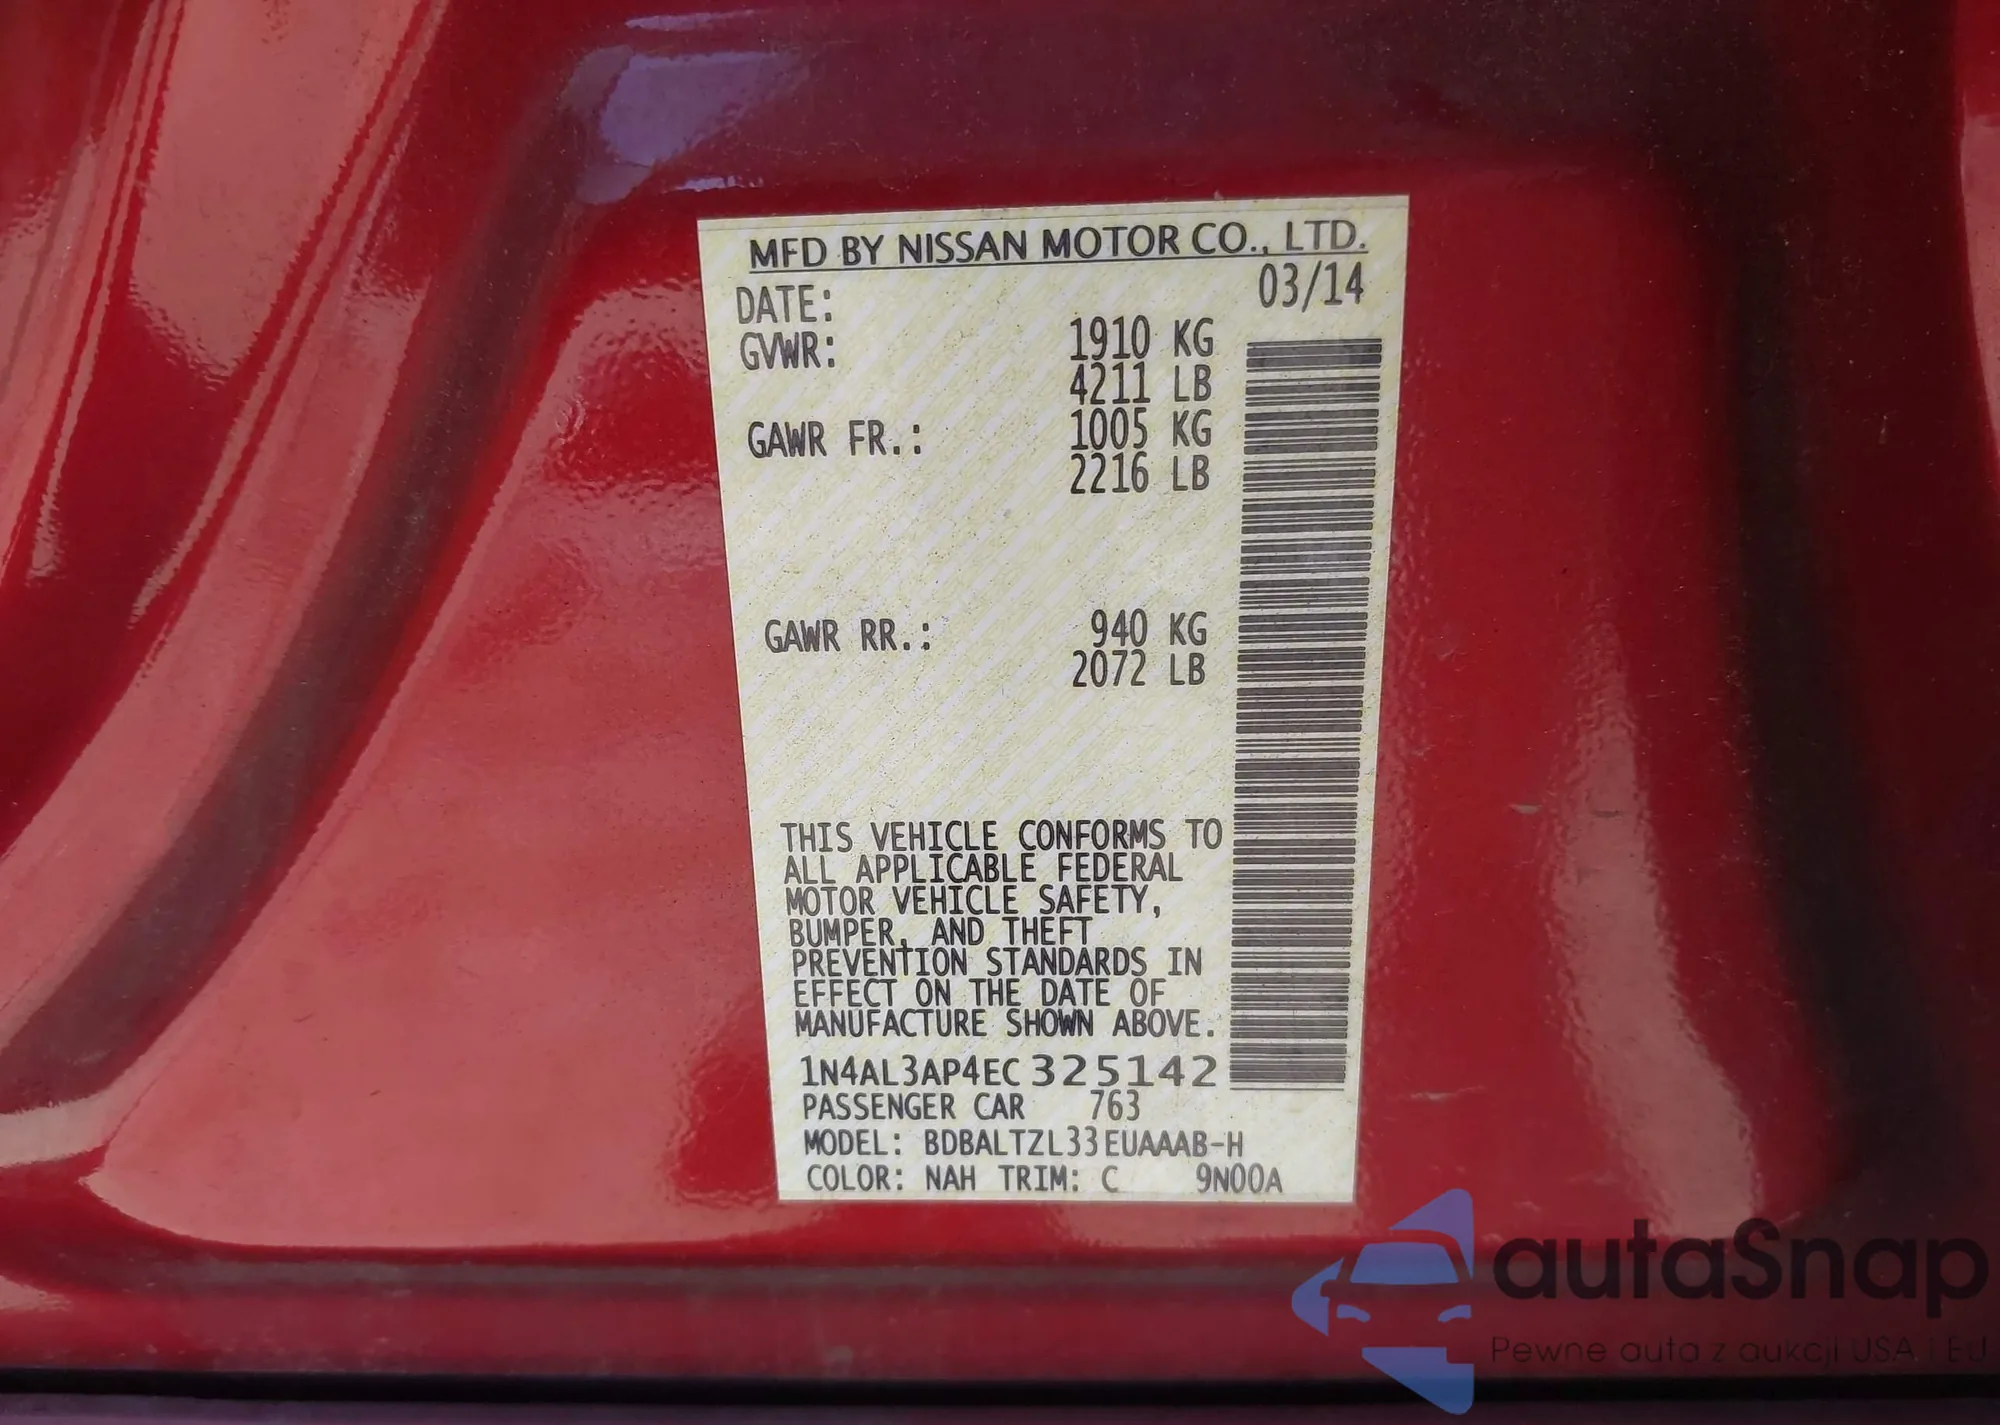 MFD BY NISSAN MOTOR CO., LTD.
DATE: 03/14
GVWR: 1910 KG
4211 LB
GAWR FR.: 1005 KG
2216 LB
GAWR RR.: 940 KG
2072 LB
THIS VEHICLE CONFORMS TO
ALL APPLICABLE FEDERAL
MOTOR VEHICLE SAFETY,
BUMPER, AND THEFT
PREVENTION STANDARDS IN
EFFECT ON THE DATE OF
MANUFACTURE SHOWN ABOVE.
1N4AL3AP4EC325142
PASSENGER CAR 763
MODEL: BDBALTZL33EUAAAB-H
COLOR: NAH TRIM: C 9N00A
autaSnap
Pewne auta z aukcji USA i EU